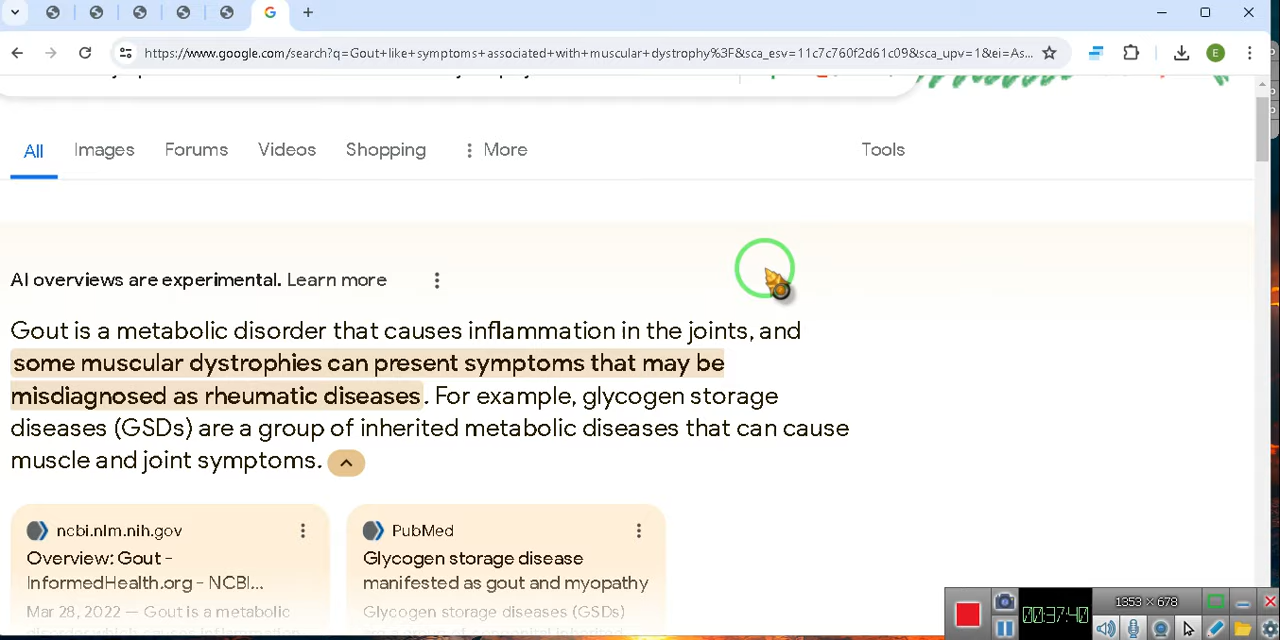 https://www.google.com/search?q=Gout+like+symptoms+associated+with+muscular+dystrophy%3F&sca_esv=11c7c760f2d61c09&sca_upv=1&ei=As...
E
All Images Forums Videos Shopping More Tools
AI overviews are experimental. Learn more
Gout is a metabolic disorder that causes inflammation in the joints, and
some muscular dystrophies can present symptoms that may be
misdiagnosed as rheumatic diseases. For example, glycogen storage
diseases (GSDs) are a group of inherited metabolic diseases that can cause
muscle and joint symptoms.
ncbi.nlm.nih.gov
Overview: Gout -
InformedHealth.org - NCBI...
Mar 28, 2022 — Gout is a metabolic
disorder which causes inflammation
PubMed
Glycogen storage disease
manifested as gout and myopathy
Glycogen storage diseases (GSDs)
1353 × 678
00:37:40